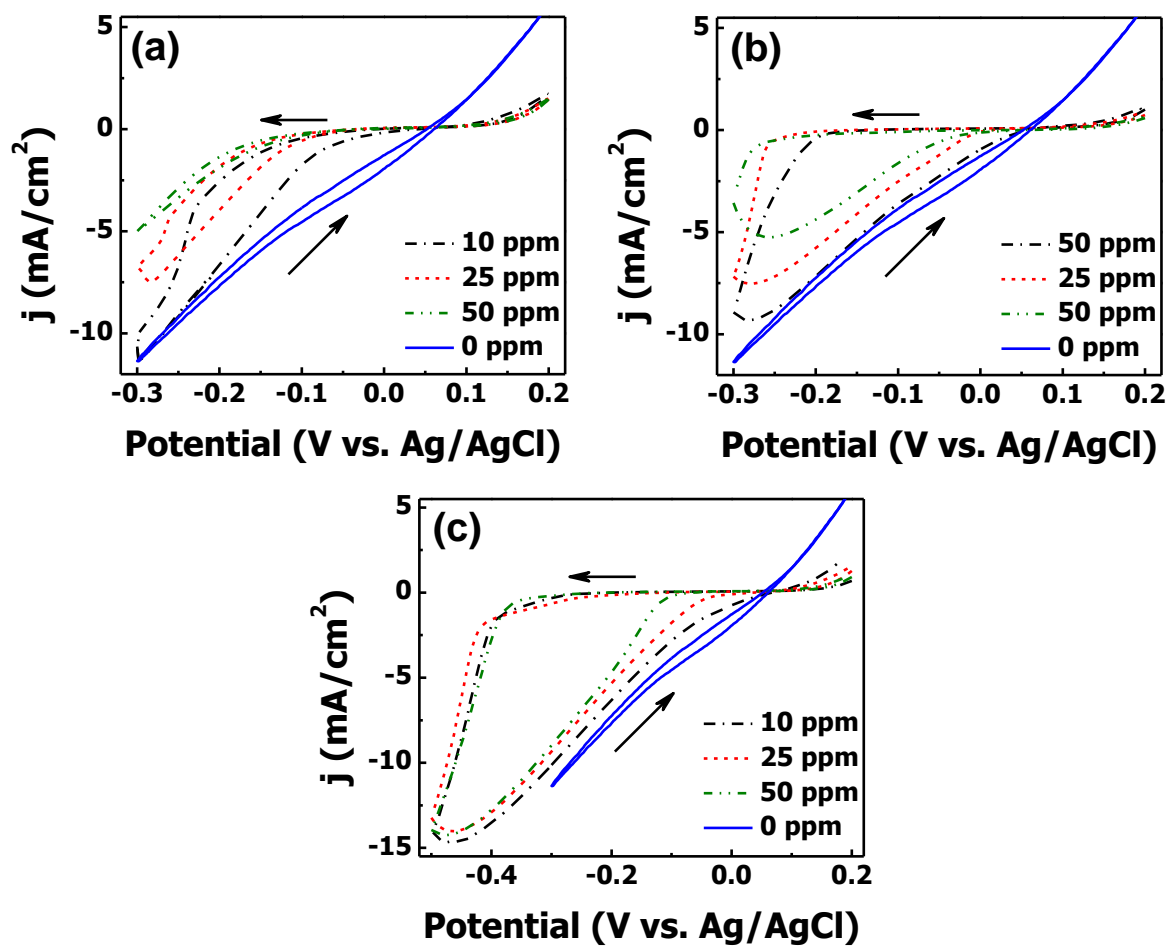 (a)
5
0
-5
-10
j (mA/cm²)
10 ppm
25 ppm
50 ppm
0 ppm
-0.3 -0.2 -0.1 0.0 0.1 0.2
Potential (V vs. Ag/AgCl)
(b)
5
0
-5
-10
j (mA/cm²)
50 ppm
25 ppm
50 ppm
0 ppm
-0.3 -0.2 -0.1 0.0 0.1 0.2
Potential (V vs. Ag/AgCl)
(c)
5
0
-5
-10
-15
j (mA/cm²)
10 ppm
25 ppm
50 ppm
0 ppm
-0.4 -0.2 0.0 0.2
Potential (V vs. Ag/AgCl)